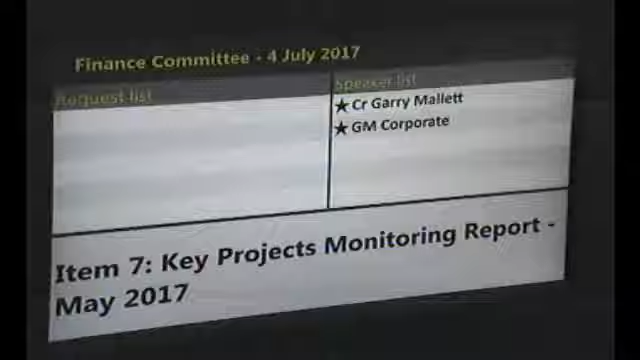 Finance Committee - 4 July 2017
Request list
Speaker list
★ Cr Garry Mallett
★ GM Corporate
Item 7: Key Projects Monitoring Report -
May 2017